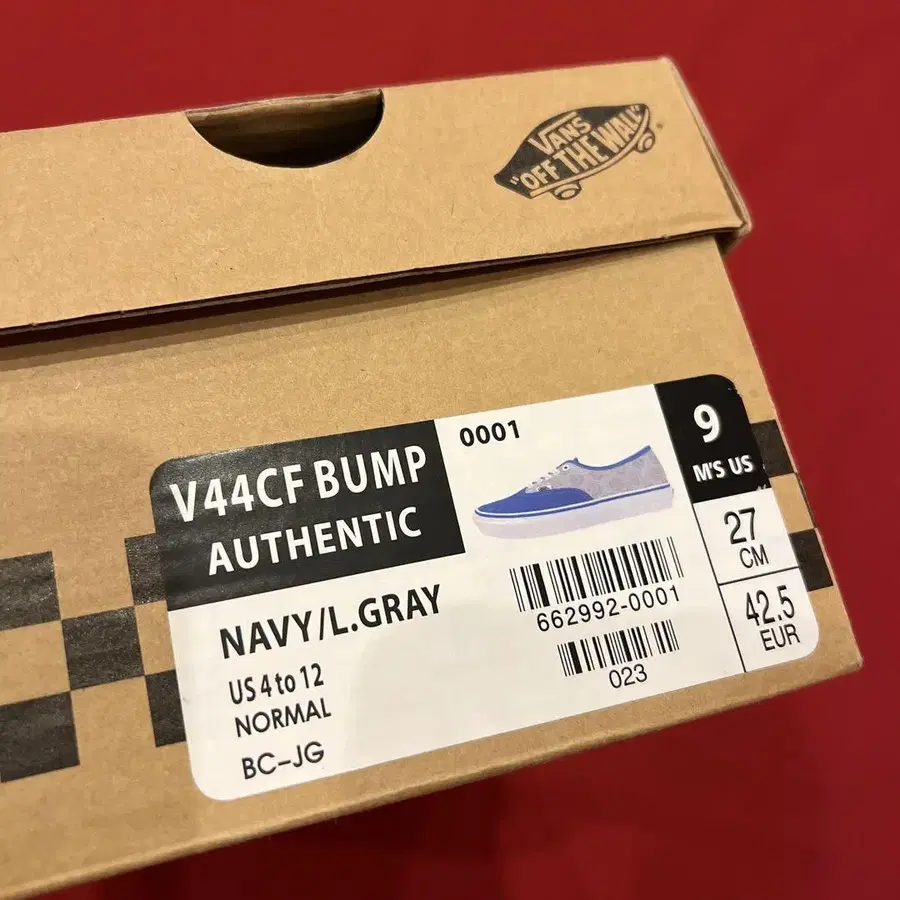 VANS
"OFF THE WALL"
V44CF BUMP
AUTHENTIC
0001
9
M'S US
27
CM
42.5
EUR
NAVY/L.GRAY
US 4 to 12
NORMAL
BC-JG
662992-0001
023